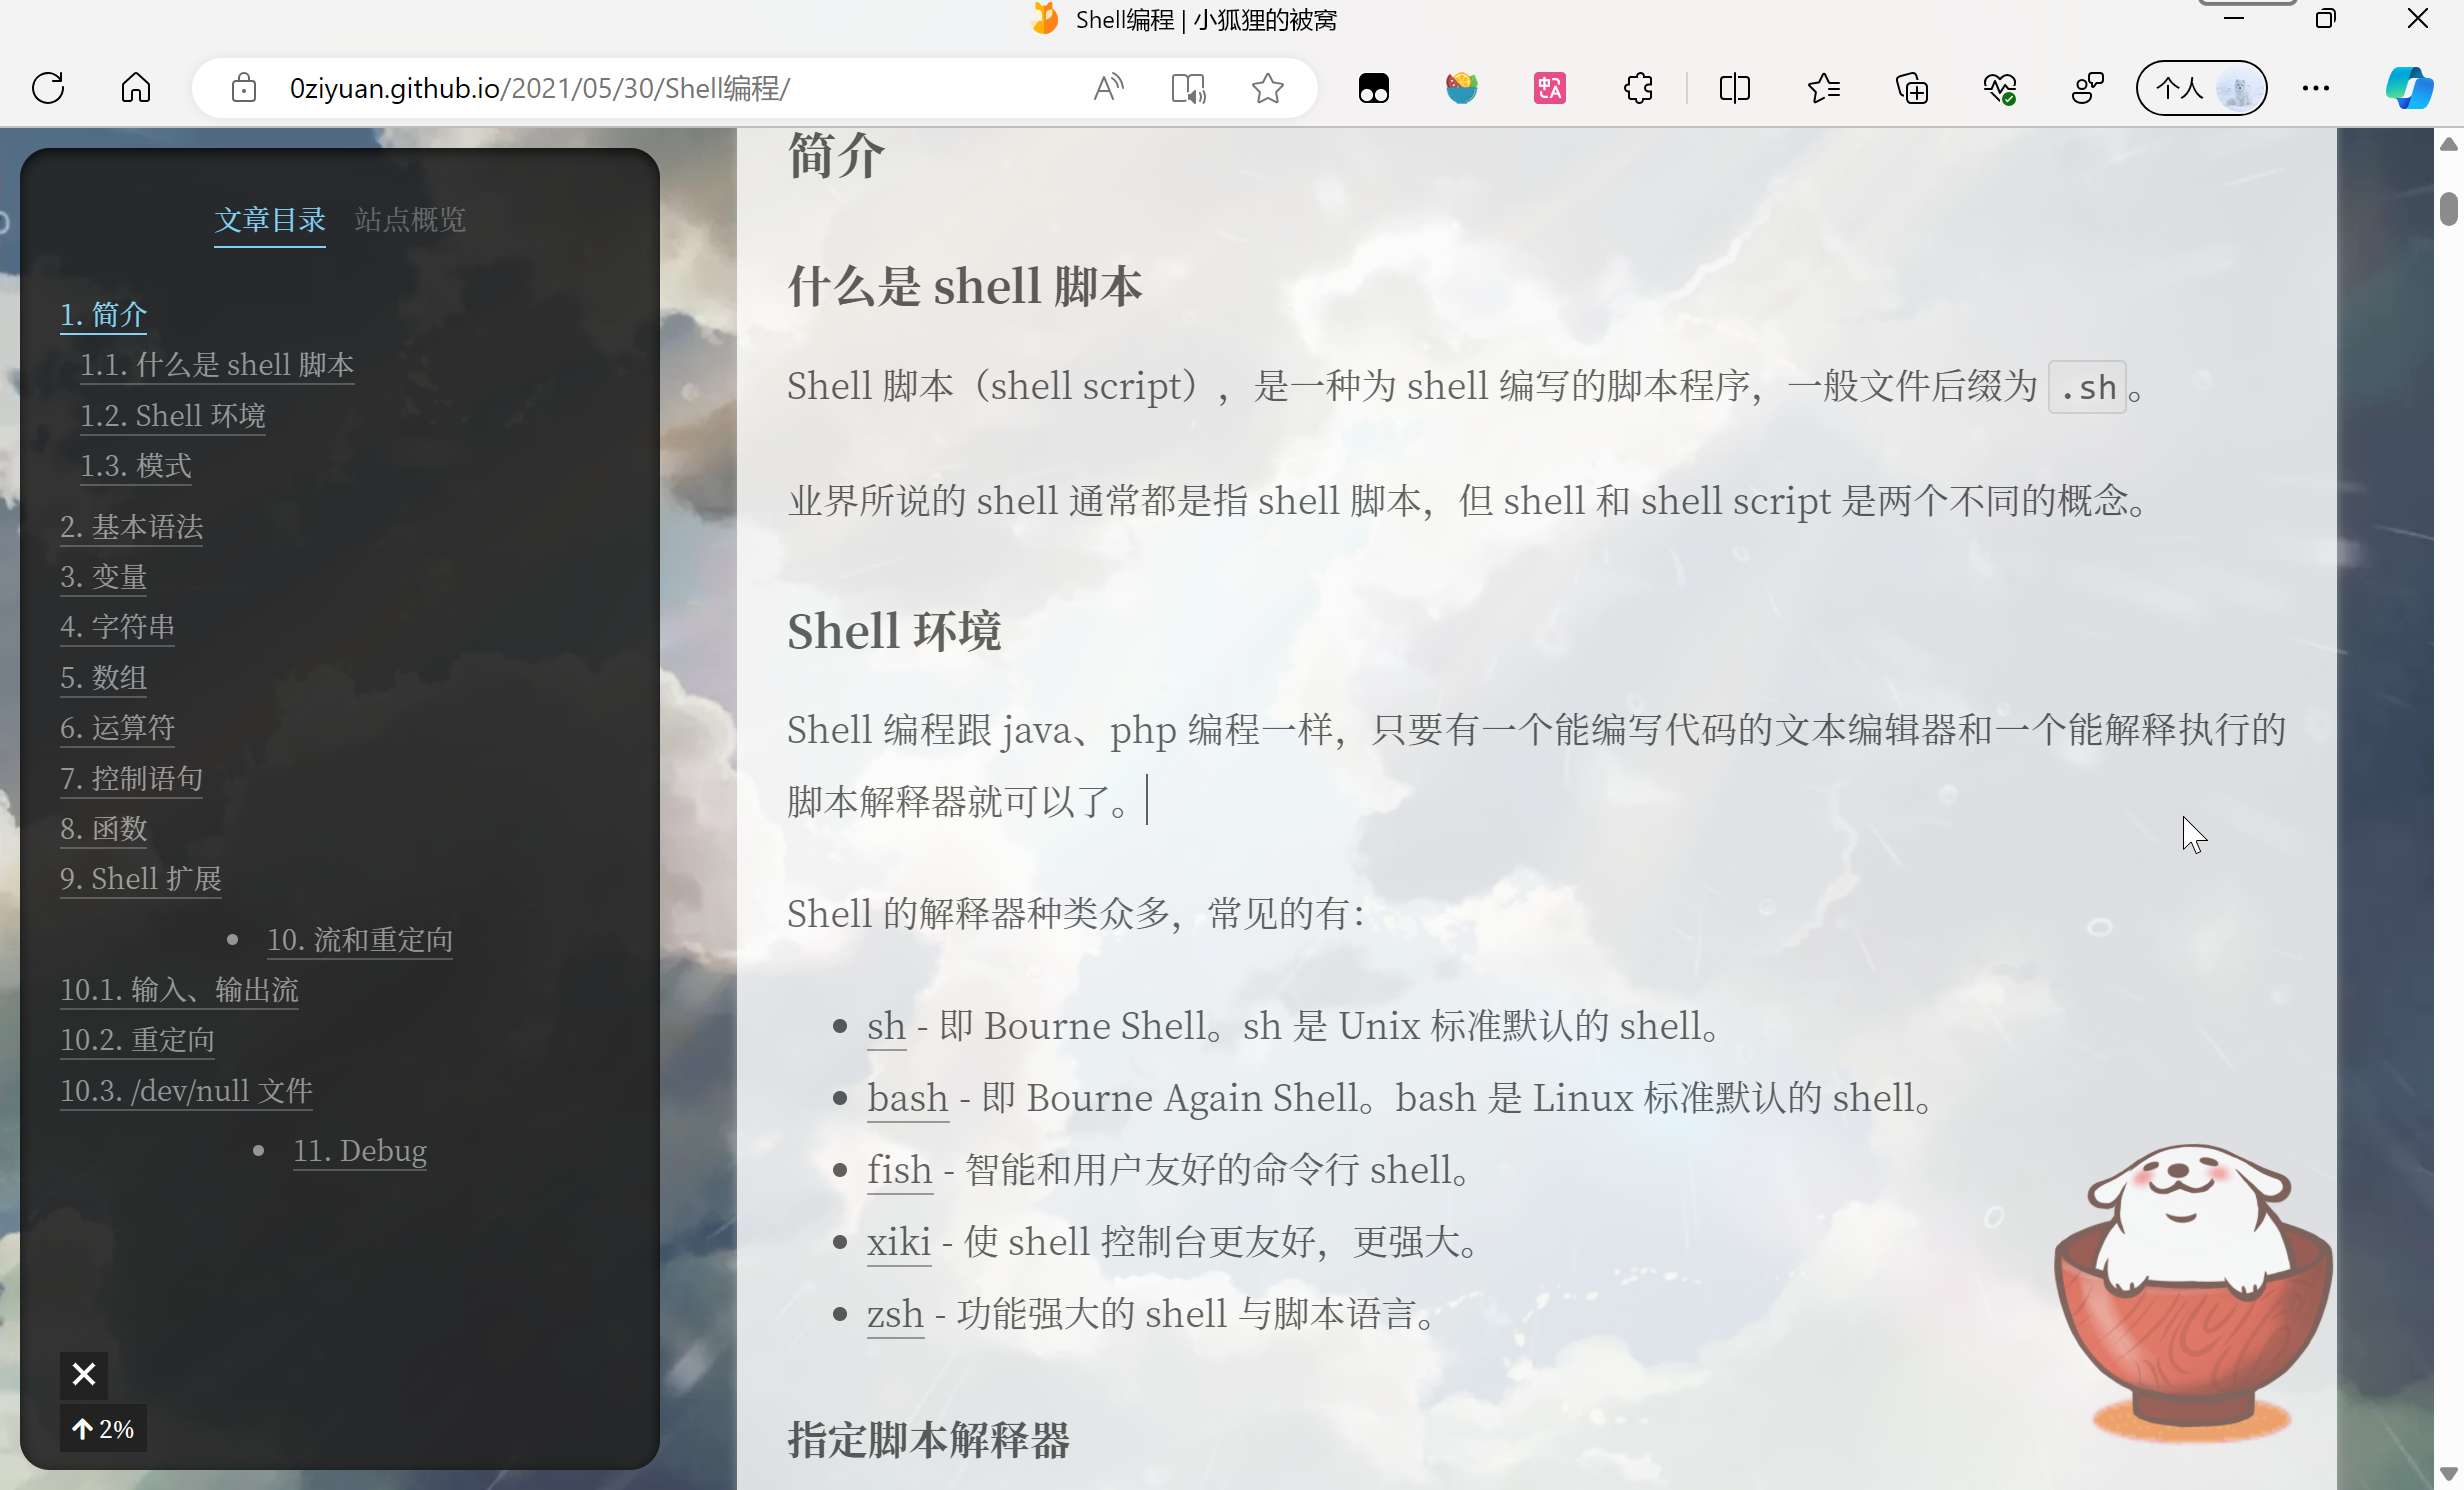 Shell编程 | 小狐狸的被窝
0ziyuan.github.io/2021/05/30/Shell编程/
个人
文章目录 站点概览
1. 简介
1.1. 什么是 shell 脚本
1.2. Shell 环境
1.3. 模式
2. 基本语法
3. 变量
4. 字符串
5. 数组
6. 运算符
7. 控制语句
8. 函数
9. Shell 扩展
10. 流和重定向
10.1. 输入、输出流
10.2. 重定向
10.3. /dev/null 文件
11. Debug
2%
简介
什么是 shell 脚本
Shell 脚本（shell script），是一种为 shell 编写的脚本程序，一般文件后缀为 .sh。
业界所说的 shell 通常都是指 shell 脚本，但 shell 和 shell script 是两个不同的概念。
Shell 环境
Shell 编程跟 java、php 编程一样，只要有一个能编写代码的文本编辑器和一个能解释执行的
脚本解释器就可以了。
Shell 的解释器种类众多，常见的有：
sh - 即 Bourne Shell。sh 是 Unix 标准默认的 shell。
bash - 即 Bourne Again Shell。bash 是 Linux 标准默认的 shell。
fish - 智能和用户友好的命令行 shell。
xiki - 使 shell 控制台更友好，更强大。
zsh - 功能强大的 shell 与脚本语言。
指定脚本解释器